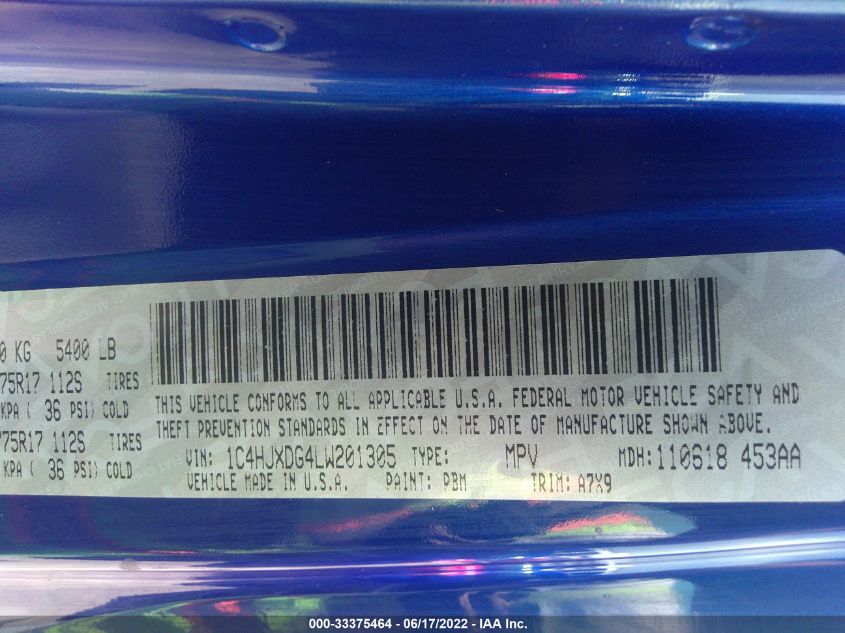 0 KG 5400 LB
75R17 112S TIRES
KPA ( 36 PSI) COLD
775R17 112S TIRES
KPA ( 36 PSI) COLD
THIS VEHICLE CONFORMS TO ALL APPLICABLE U.S.A. FEDERAL MOTOR VEHICLE SAFETY AND
THEFT PREVENTION STANDARDS IN EFFECT ON THE DATE OF MANUFACTURE SHOWN ABOVE.
VIN: 1C4HJXDG4LW201305 TYPE: MPV MDH:110618 453AA
VEHICLE MADE IN U.S.A. PAINT: PBM TRIM: A7X9
000-33375464 - 06/17/2022 - IAA Inc.